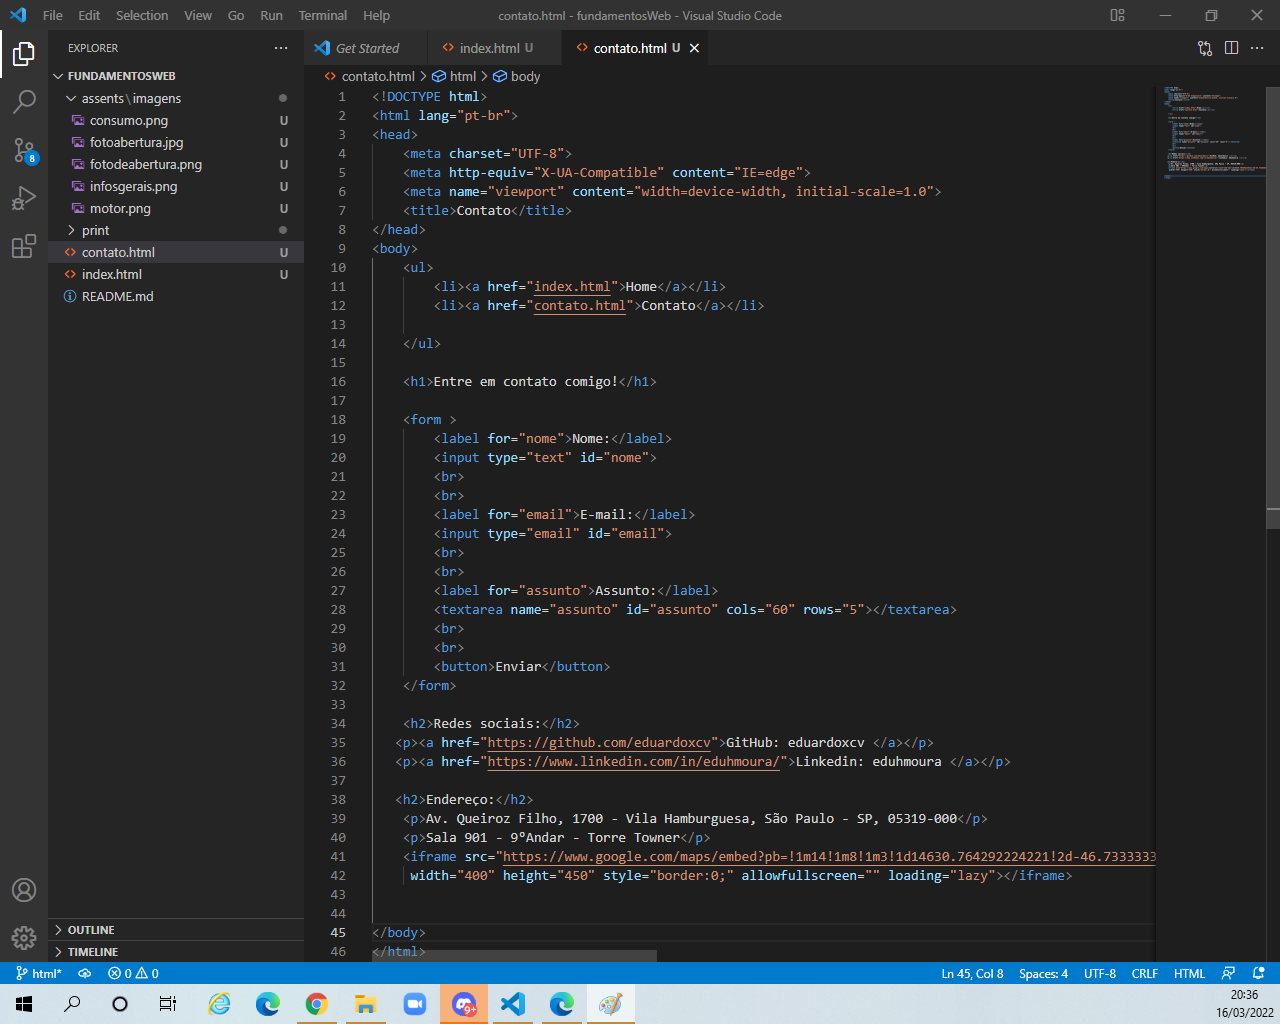 File Edit Selection View Go Run Terminal Help
contato.html - fundamentosWeb - Visual Studio Code
EXPLORER
FUNDAMENTOSWEB
assents\imagens
consumo.png U
fotoabertura.jpg U
fotodeabertura.png U
infosgerais.png U
motor.png U
print
contato.html U
index.html U
README.md
OUTLINE
TIMELINE
8
Get Started
index.html U
contato.html U
contato.html > html > body
1 <!DOCTYPE html>
2 <html lang="pt-br">
3 <head>
4 <meta charset="UTF-8">
5 <meta http-equiv="X-UA-Compatible" content="IE=edge">
6 <meta name="viewport" content="width=device-width, initial-scale=1.0">
7 <title>Contato</title>
8 </head>
9 <body>
10 <ul>
11 <li><a href="index.html">Home</a></li>
12 <li><a href="contato.html">Contato</a></li>
13
14 </ul>
15
16 <h1>Entre em contato comigo!</h1>
17
18 <form >
19 <label for="nome">Nome:</label>
20 <input type="text" id="nome">
21 <br>
22 <br>
23 <label for="email">E-mail:</label>
24 <input type="email" id="email">
25 <br>
26 <br>
27 <label for="assunto">Assunto:</label>
28 <textarea name="assunto" id="assunto" cols="60" rows="5"></textarea>
29 <br>
30 <br>
31 <button>Enviar</button>
32 </form>
33
34 <h2>Redes sociais:</h2>
35 <p><a href="https://github.com/eduardoxcv">GitHub: eduardoxcv </a></p>
36 <p><a href="https://www.linkedin.com/in/eduhmoura/">Linkedin: eduhmoura </a></p>
37
38 <h2>Endereço:</h2>
39 <p>Av. Queiroz Filho, 1700 - Vila Hamburguesa, São Paulo - SP, 05319-000</p>
40 <p>Sala 901 - 9ºAndar - Torre Towner</p>
41 <iframe src="https://www.google.com/maps/embed?pb=!1m14!1m8!1m3!1d14630.764292224221!2d-46.7333333
42 width="400" height="450" style="border:0;" allowfullscreen="" loading="lazy"></iframe>
43
44
45 </body>
46 </html>
html* 0 0
Ln 45, Col 8 Spaces: 4 UTF-8 CRLF HTML
9+
20:36
16/03/2022